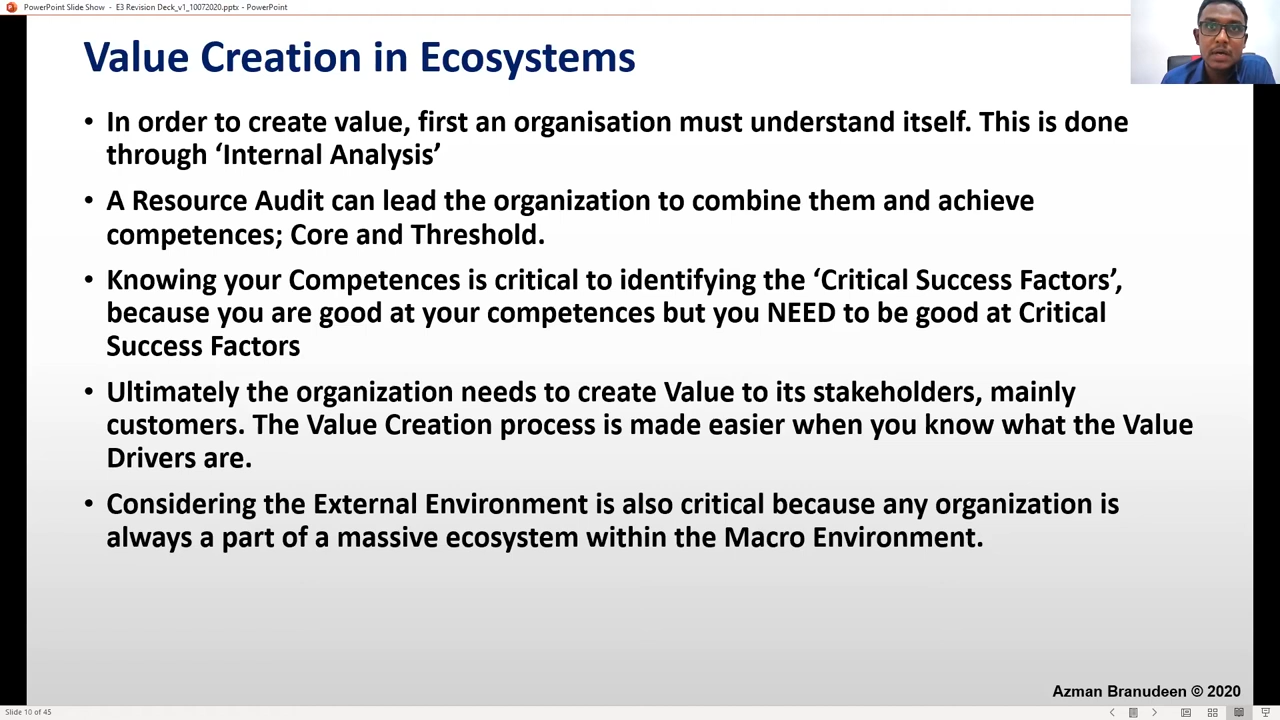 PowerPoint Slide Show - E3 Revision Deck_v1_10072020.pptx - PowerPoint
Value Creation in Ecosystems
• In order to create value, first an organisation must understand itself. This is done
through ‘Internal Analysis’
• A Resource Audit can lead the organization to combine them and achieve
competences; Core and Threshold.
• Knowing your Competences is critical to identifying the ‘Critical Success Factors’,
because you are good at your competences but you NEED to be good at Critical
Success Factors
• Ultimately the organization needs to create Value to its stakeholders, mainly
customers. The Value Creation process is made easier when you know what the Value
Drivers are.
• Considering the External Environment is also critical because any organization is
always a part of a massive ecosystem within the Macro Environment.
Azman Branudeen © 2020
Slide 10 of 45